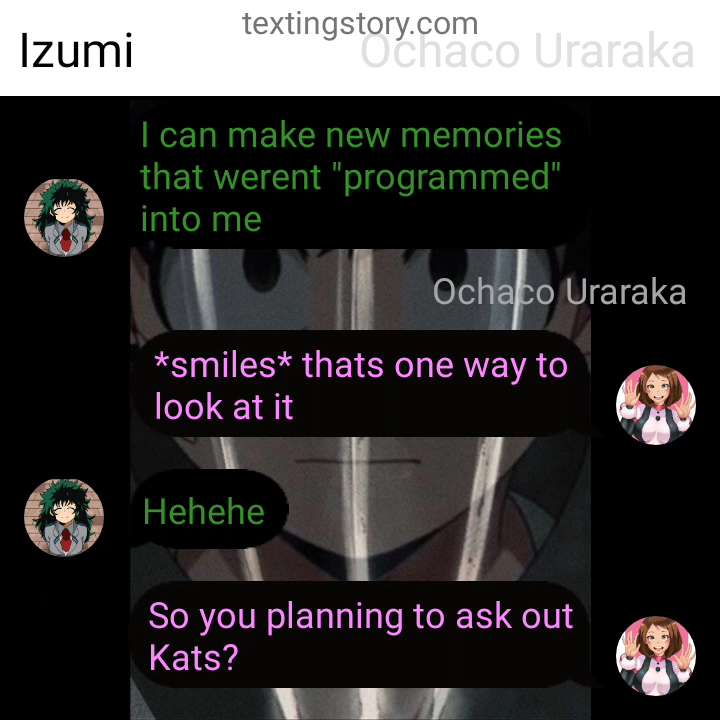 textingstory.com
Izumi
Ochaco Uraraka
I can make new memories
that werent "programmed"
into me
Ochaco Uraraka
*smiles* thats one way to
look at it
Hehehe
So you planning to ask out
Kats?